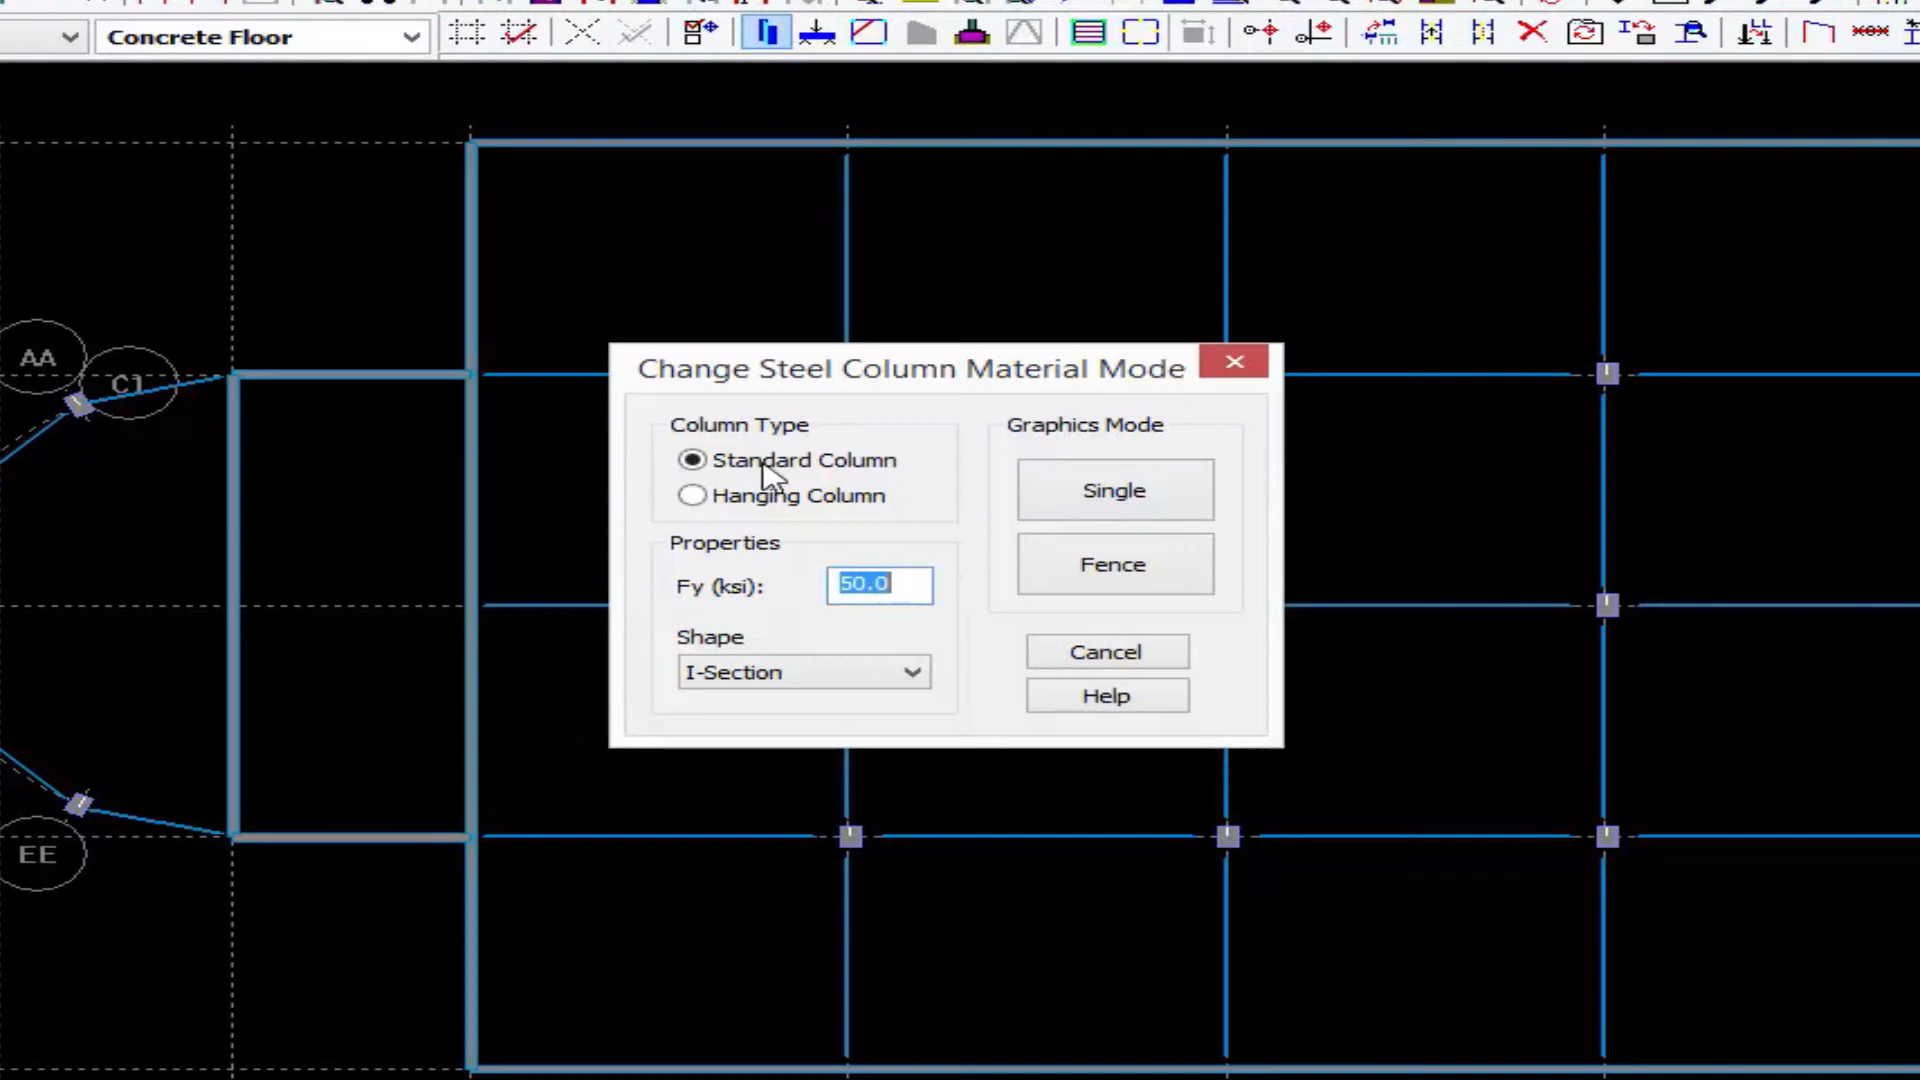 Concrete Floor
AA
C1
EE
Change Steel Column Material Mode
Column Type
Standard Column
Hanging Column
Properties
Fy (ksi):
50.0
Shape
I-Section
Graphics Mode
Single
Fence
Cancel
Help